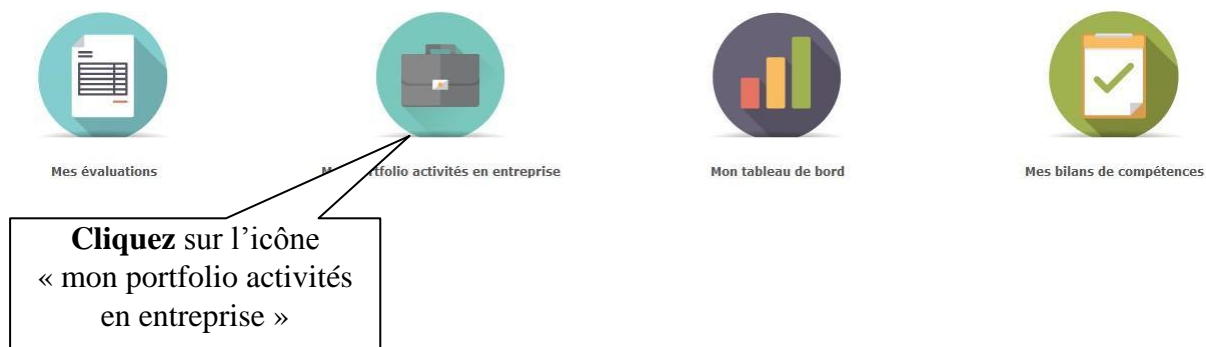 Mes évaluations
M rtfolio activités en entreprise
Mon tableau de bord
Mes bilans de compétences
Cliquez sur l’icône
« mon portfolio activités
en entreprise »